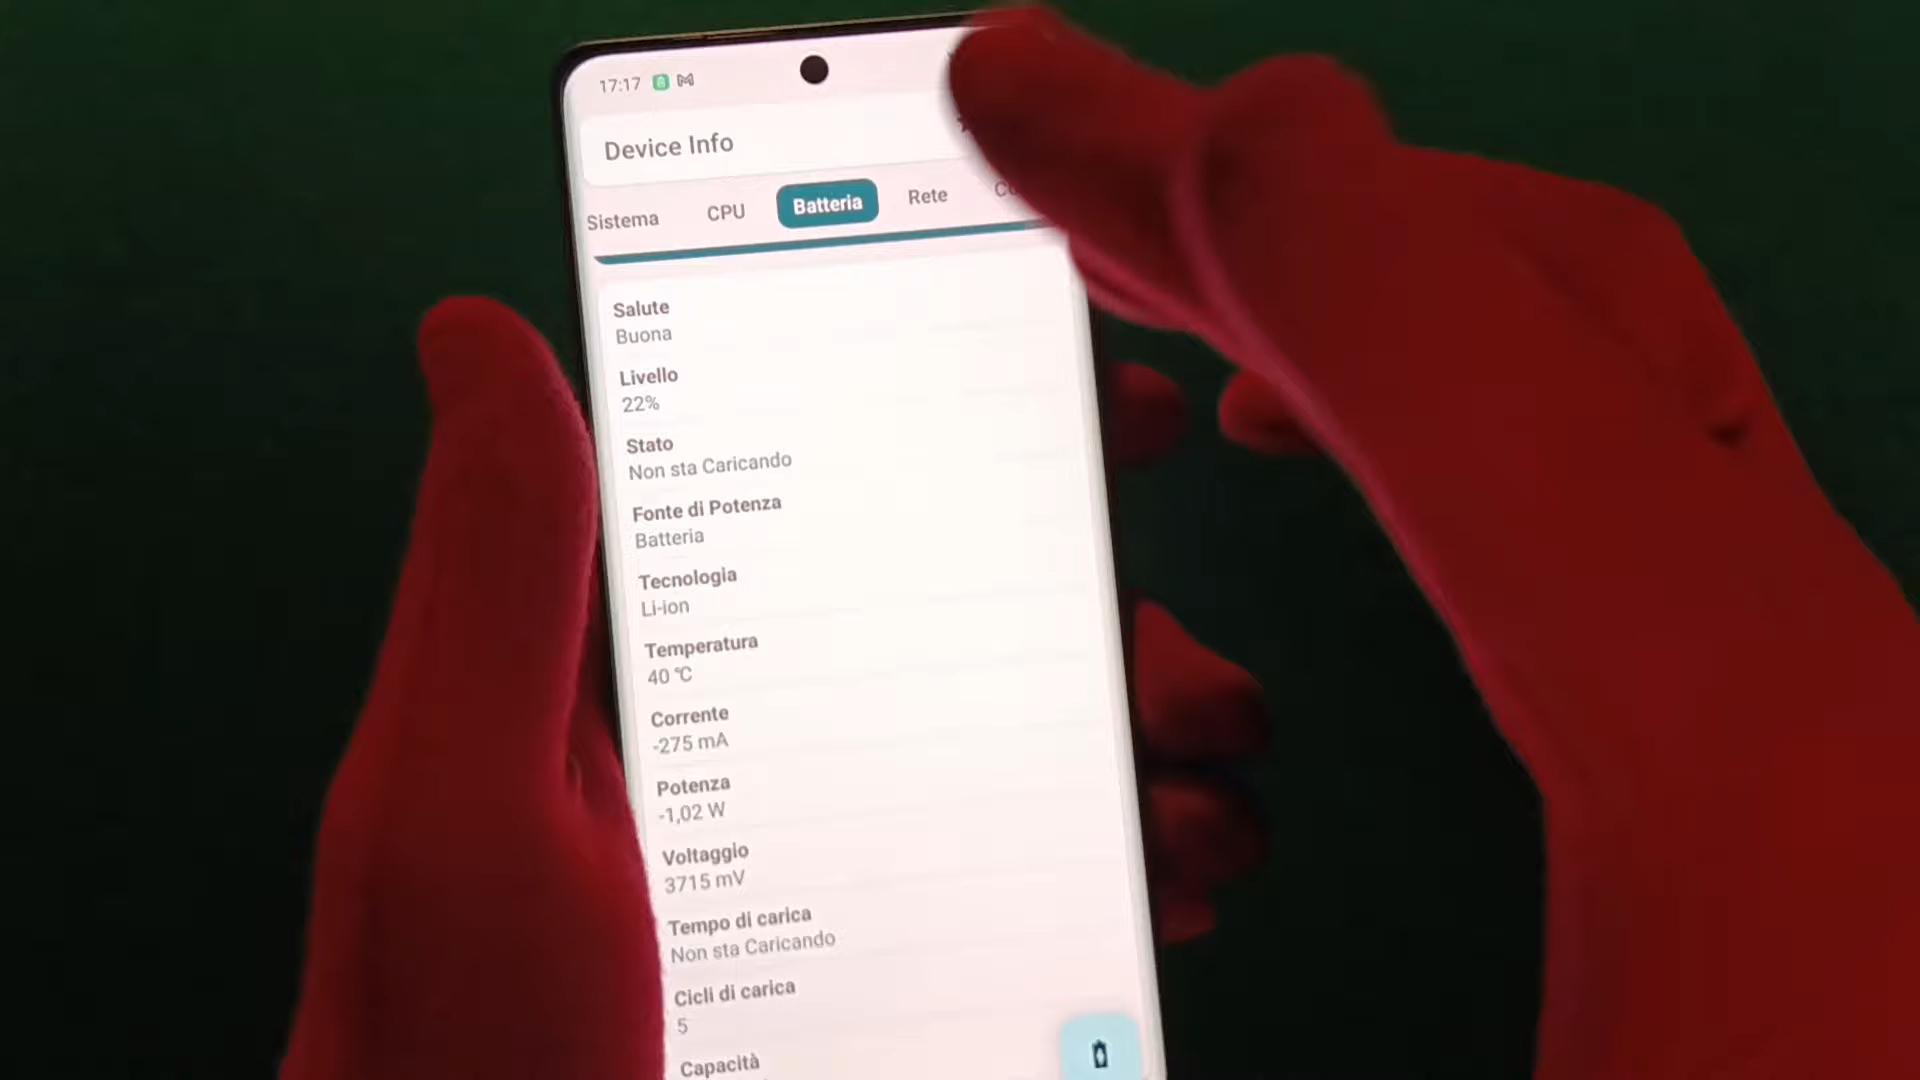 17:17
Device Info
Sistema CPU Batteria Rete
Salute
Buona
Livello
22%
Stato
Non sta Caricando
Fonte di Potenza
Batteria
Tecnologia
Li-ion
Temperatura
40 °C
Corrente
-275 mA
Potenza
-1,02 W
Voltaggio
3715 mV
Tempo di carica
Non sta Caricando
Cicli di carica
5
Capacità